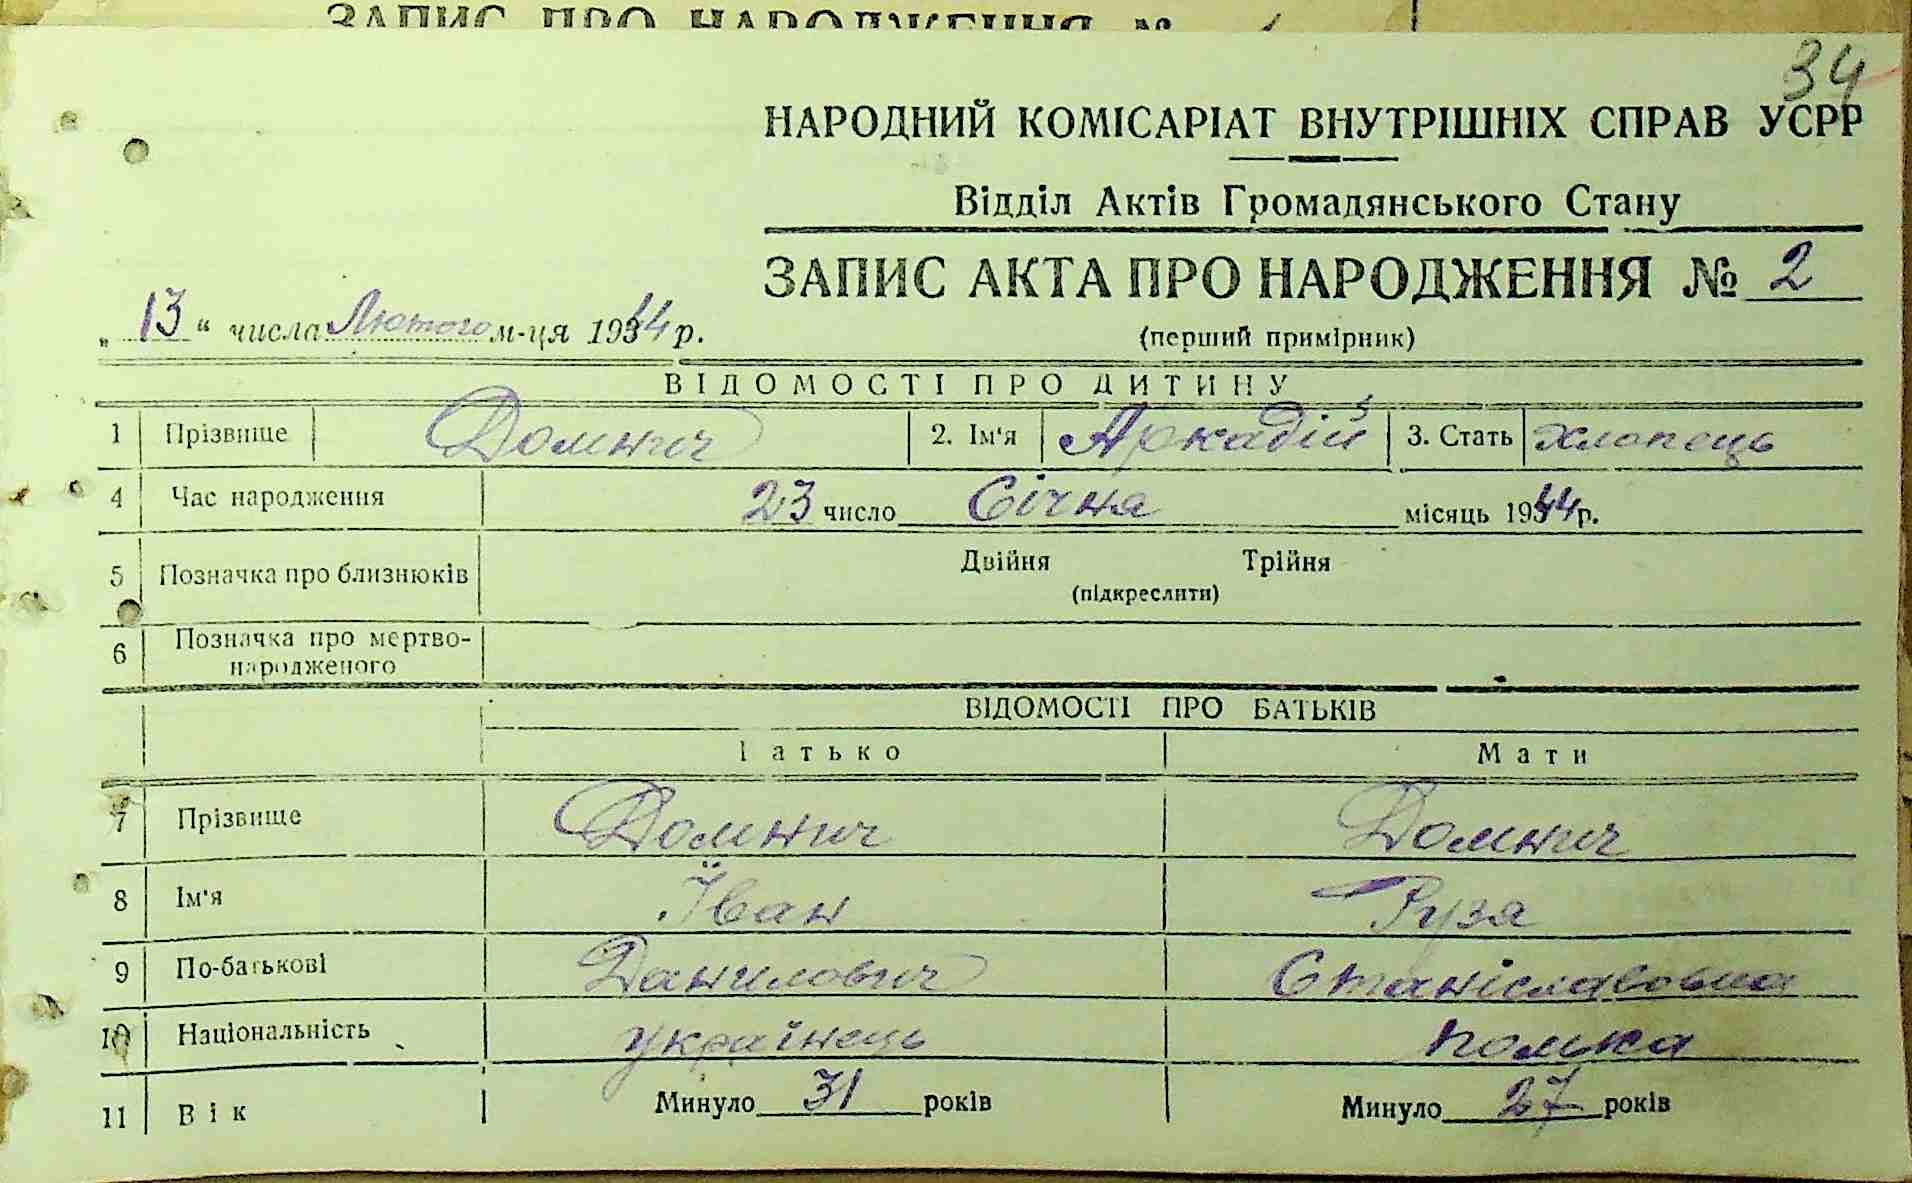 ЗАПИС ПРО НАРОДЖЕННЯ №
34
НАРОДНИЙ КОМІСАРІАТ ВНУТРІШНІХ СПРАВ УСРР
Відділ Актів Громадянського Стану
ЗАПИС АКТА ПРО НАРОДЖЕННЯ № 2
„ 13 “ числа Лютого м-ця 1944 р.
(перший примірник)
ВІДОМОСТІ ПРО ДИТИНУ
1 Прізвище Домнич 2. Ім'я Аркадій 3. Стать хлопець
4 Час народження 23 число Січня місяць 1944 р.
5 Позначка про близнюків Двійня Трійня
(підкреслити)
6 Позначка про мертво-
народженого
ВІДОМОСТІ ПРО БАТЬКІВ
Батько Мати
7 Прізвище Домнич Домнич
8 Ім'я Їван Рузя
9 По-батькові Данилович Станіславовна
10 Національність українець полька
11 Вік Минуло 31 років Минуло 27 років